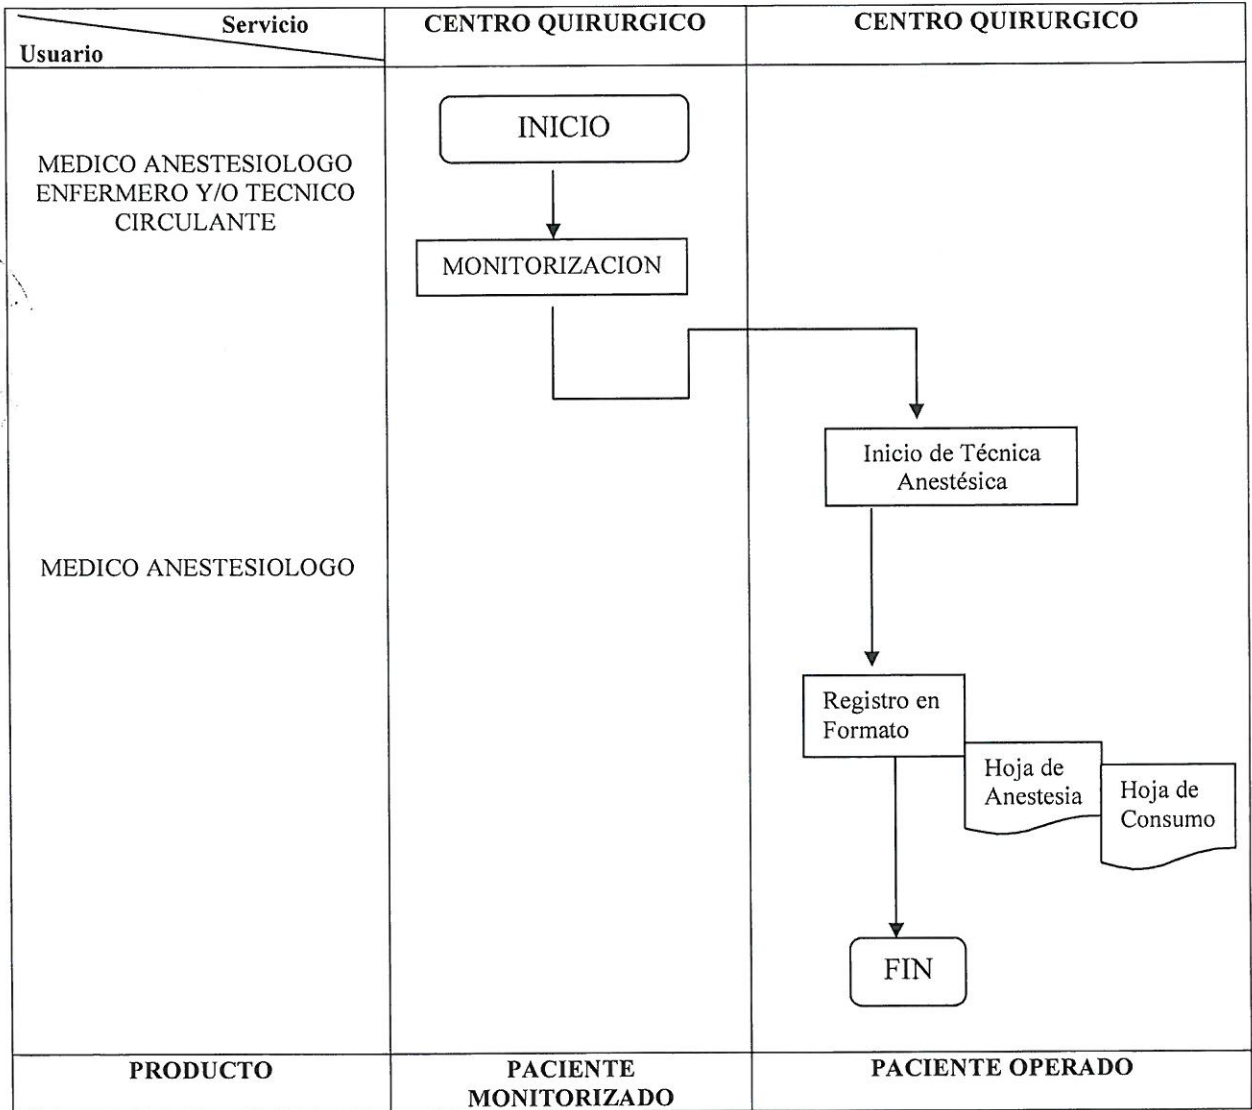 Servicio
Usuario
CENTRO QUIRURGICO
CENTRO QUIRURGICO
MEDICO ANESTESIOLOGO
ENFERMERO Y/O TECNICO
CIRCULANTE
INICIO
MONITORIZACION
Inicio de Técnica
Anestésica
MEDICO ANESTESIOLOGO
Registro en
Formato
Hoja de
Anestesia
Hoja de
Consumo
FIN
PRODUCTO
PACIENTE
MONITORIZADO
PACIENTE OPERADO